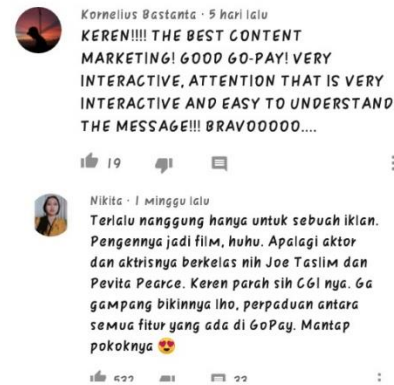 Kornelius Bastanta · 5 hari lalu
KEREN!!!! THE BEST CONTENT
MARKETING! GOOD GO-PAY! VERY
INTERACTIVE, ATTENTION THAT IS VERY
INTERACTIVE AND EASY TO UNDERSTAND
THE MESSAGE!!! BRAVOOOOO....
19
Nikita · 1 minggu lalu
Terlalu nanggung hanya untuk sebuah iklan.
Pengennya jadi film, huhu. Apalagi aktor
dan aktrisnya berkelas nih Joe Taslim dan
Pevita Pearce. Keren parah sih CGI nya. Ga
gampang bikinnya lho, perpaduan antara
semua fitur yang ada di GoPay. Mantap
pokoknya 😍